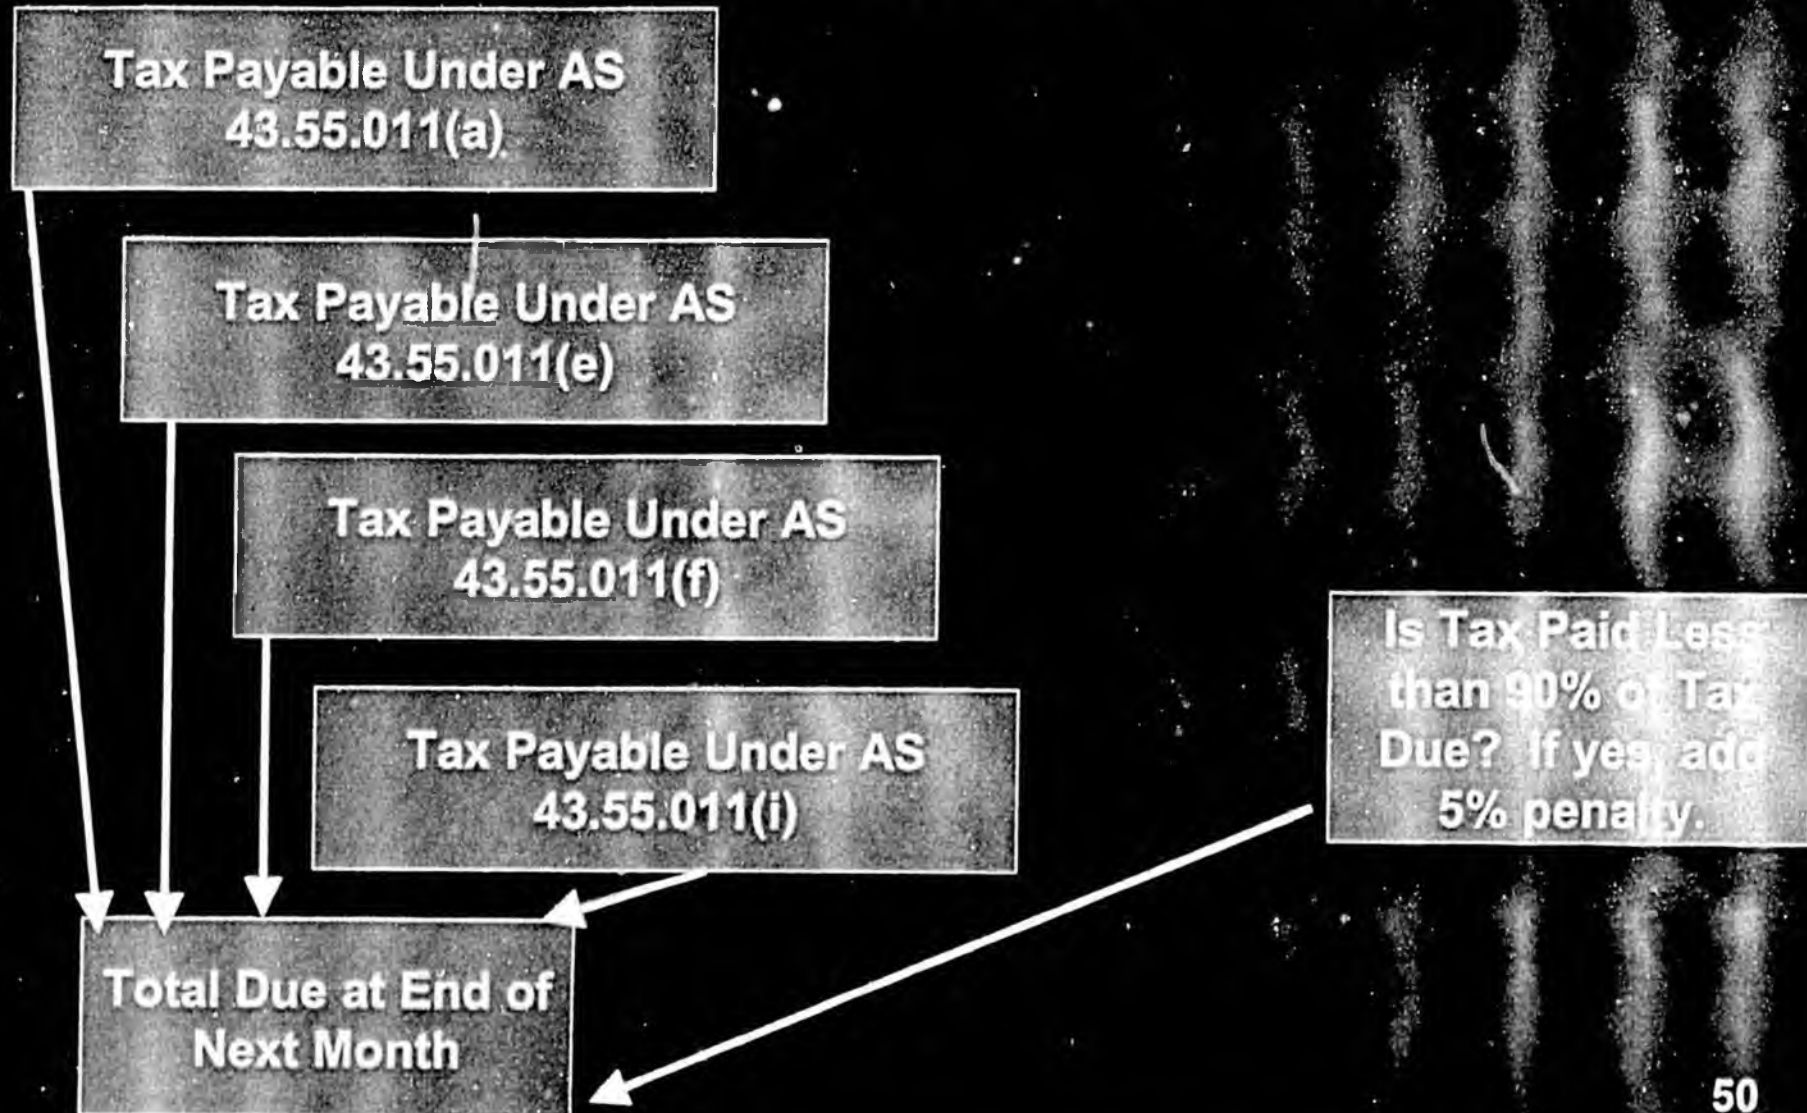 Tax Payable Under AS
43.55.011(a)
Tax Payable Under AS
43.55.011(e)
Tax Payable Under AS
43.55.011(f)
Tax Payable Under AS
43.55.011(i)
Is Tax Paid Less
than 90% of Tax
Due? If yes, add
5% penalty.
Total Due at End of
Next Month
50